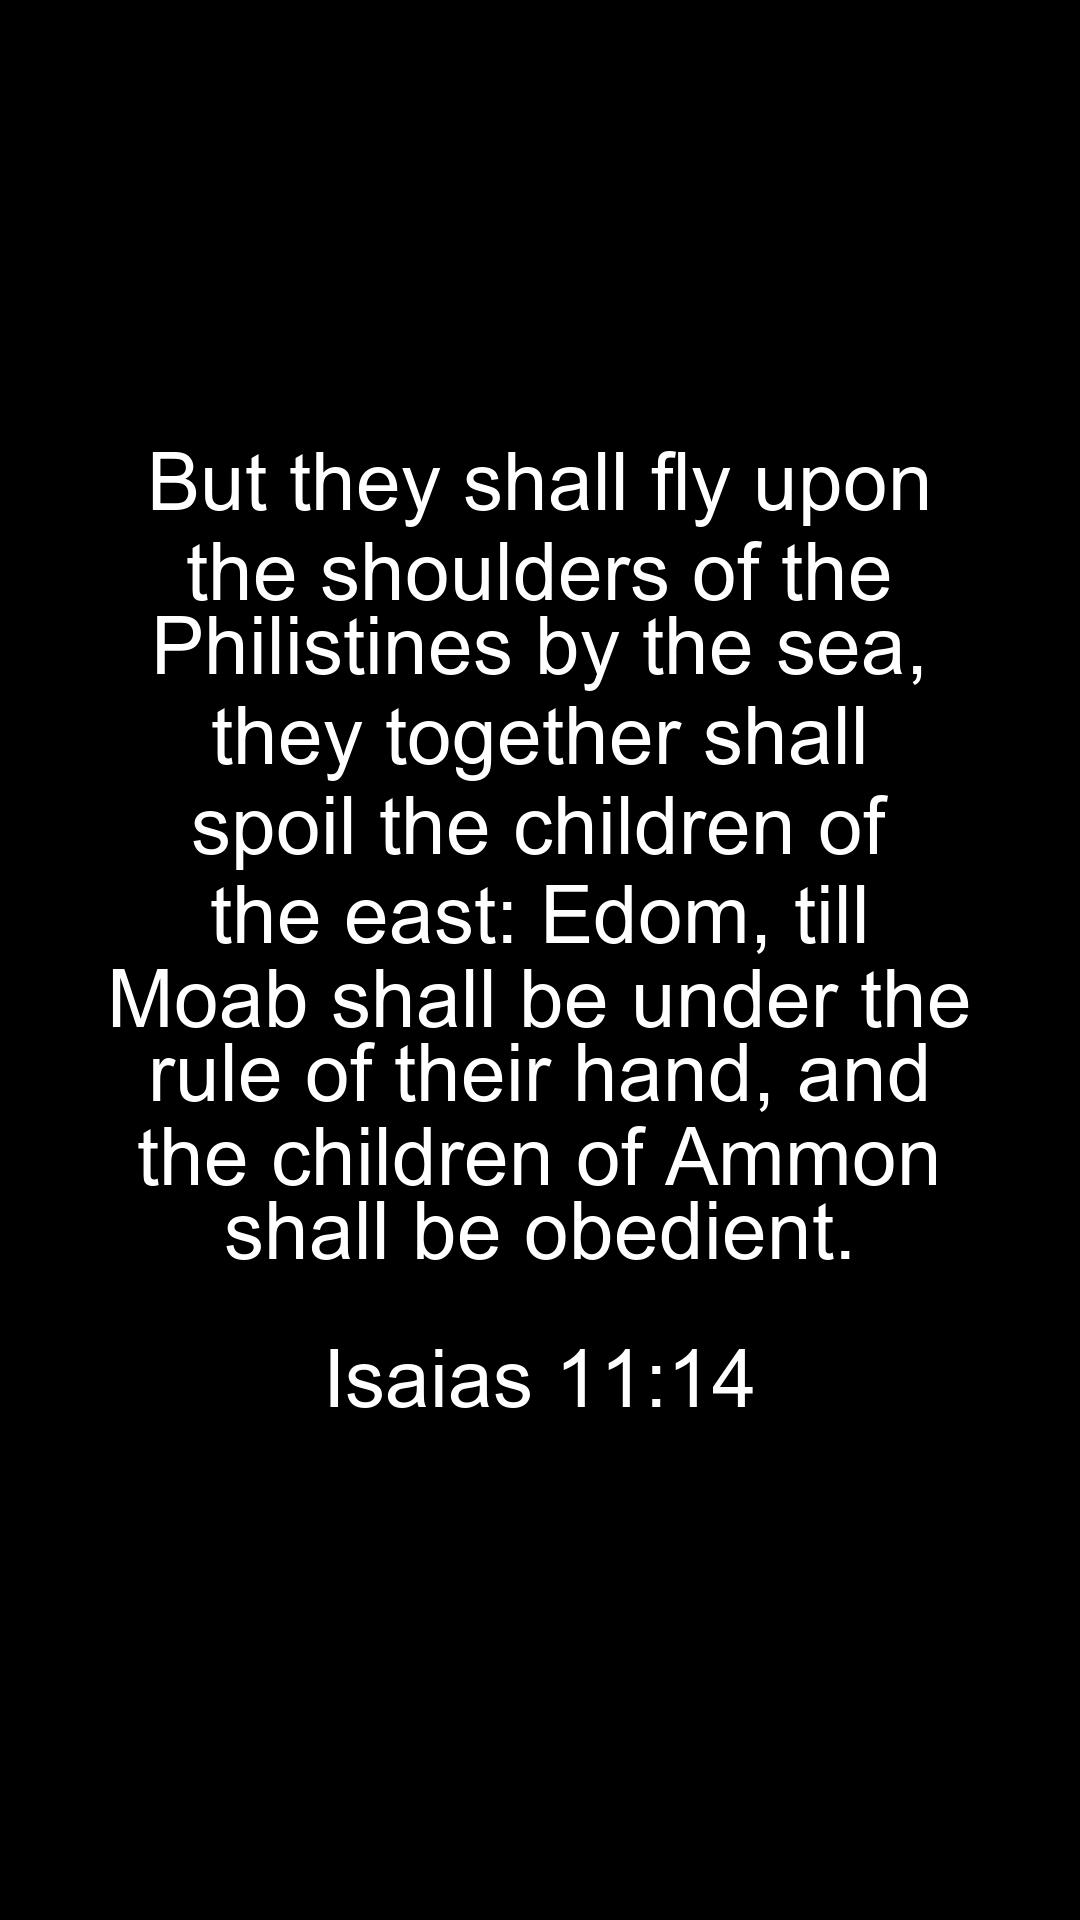 But they shall fly upon
the shoulders of the
Philistines by the sea,
they together shall
spoil the children of
the east: Edom, till
Moab shall be under the
rule of their hand, and
the children of Ammon
shall be obedient.
Isaias 11:14